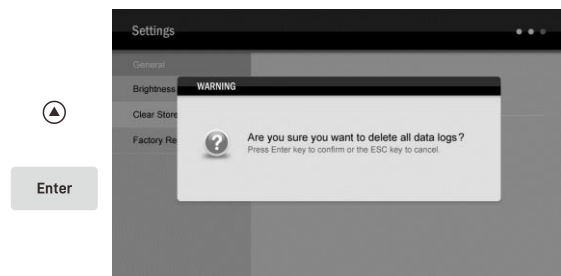 Settings
General
Brightness
WARNING
Clear Store
Factory Re
Are you sure you want to delete all data logs?
Press Enter key to confirm or the ESC key to cancel.
Enter